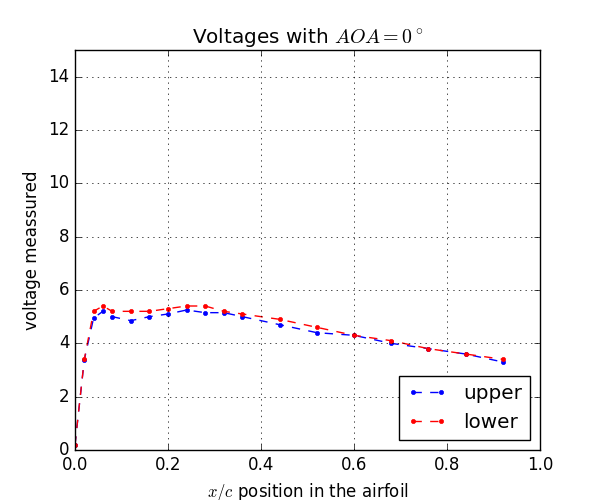 Voltages with AOA = 0°
voltage meassured
14
12
10
8
6
4
2
0
0.0 0.2 0.4 0.6 0.8 1.0
x/c position in the airfoil
upper
lower